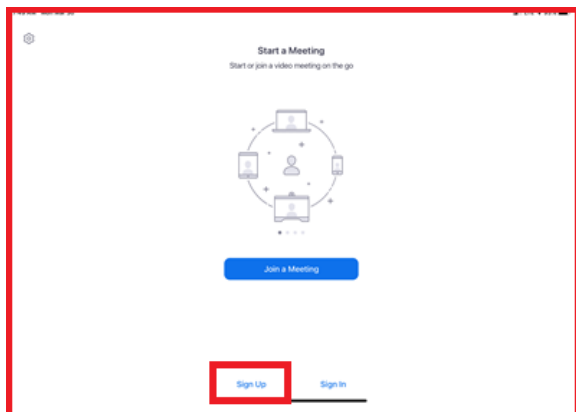 Start a Meeting
Start or join a video meeting on the go
Join a Meeting
Sign Up
Sign In